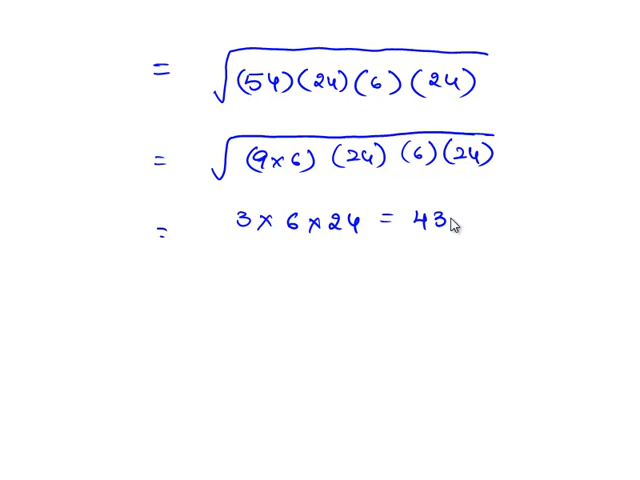 = √(54)(24)(6)(24)
= √(9×6) (24) (6)(24)
= 3 × 6 × 24 = 43